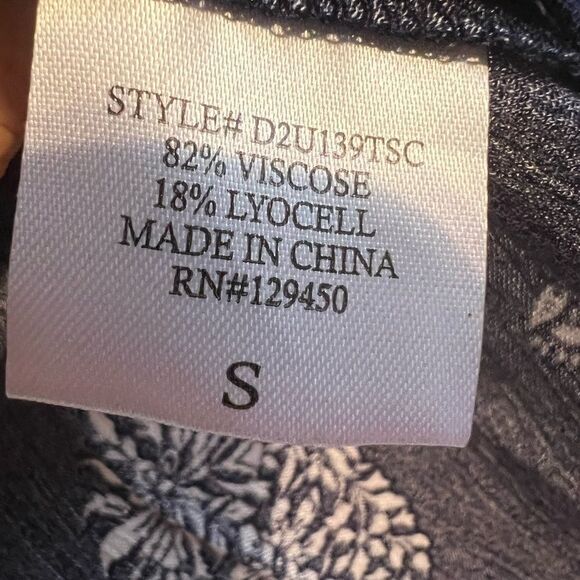 STYLE# D2U139TSC
82% VISCOSE
18% LYOCELL
MADE IN CHINA
RN#129450
S